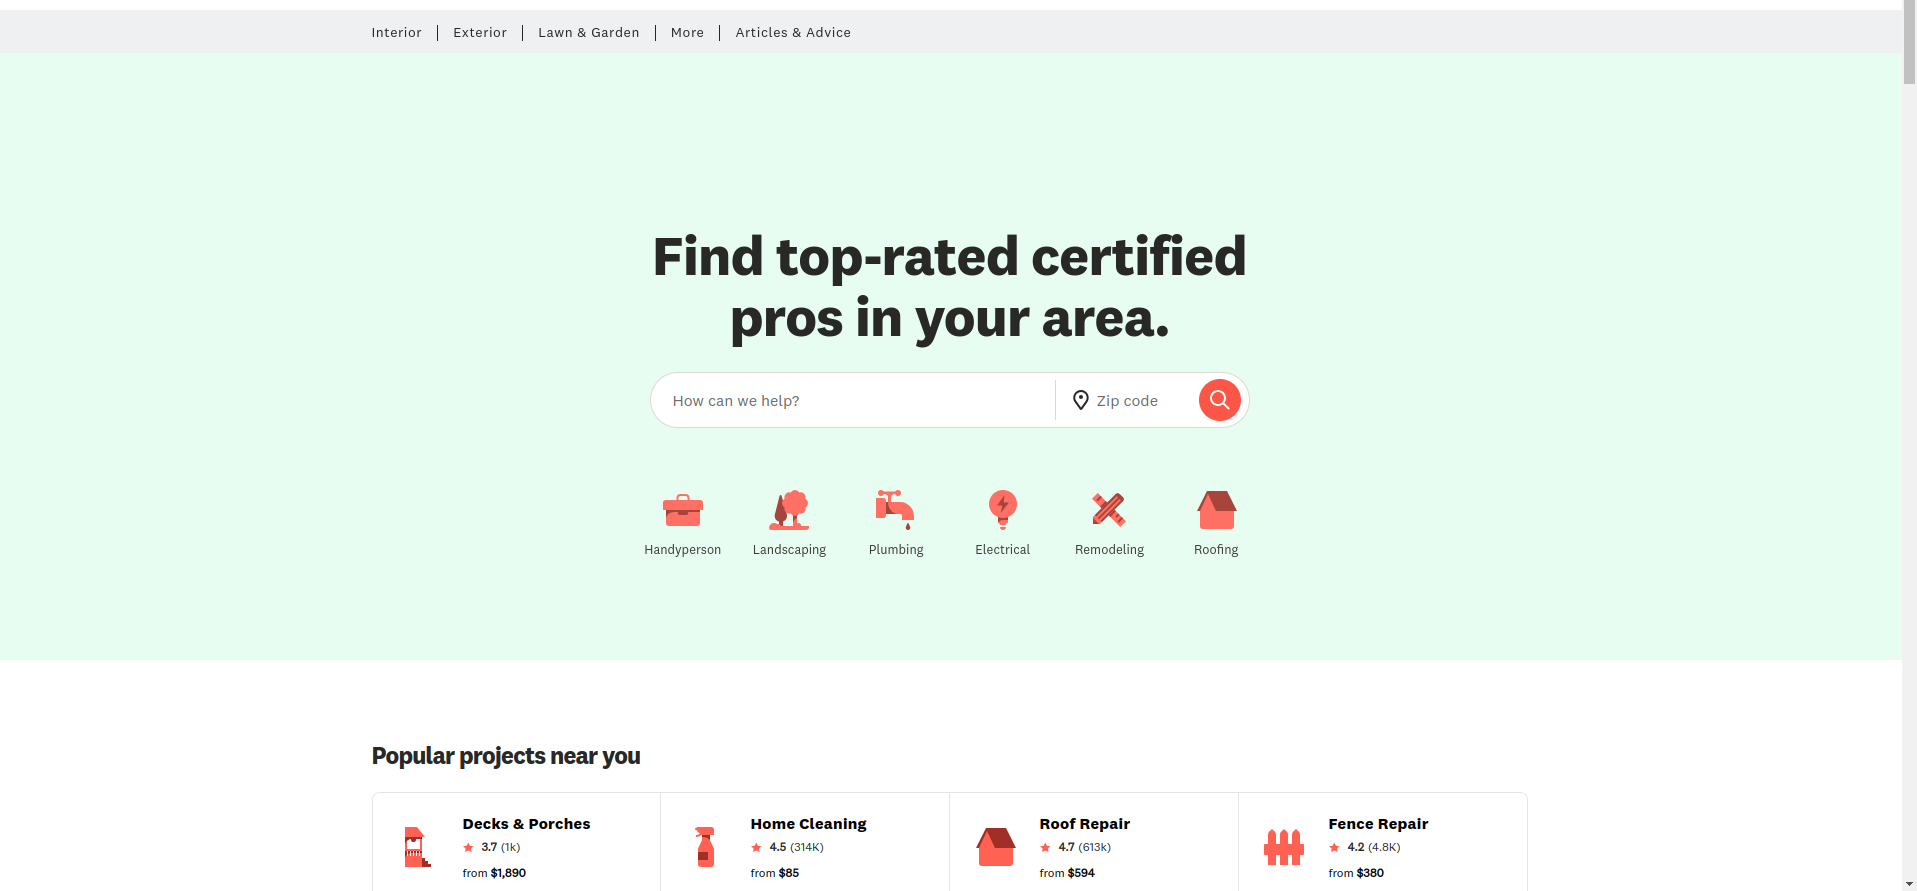 Interior | Exterior | Lawn & Garden | More | Articles & Advice
Find top-rated certified
pros in your area.
How can we help?
Zip code
Handyperson
Landscaping
Plumbing
Electrical
Remodeling
Roofing
Popular projects near you
Decks & Porches
3.7 (1k)
from $1,890
Home Cleaning
4.5 (314K)
from $85
Roof Repair
4.7 (613k)
from $594
Fence Repair
4.2 (4.8K)
from $380